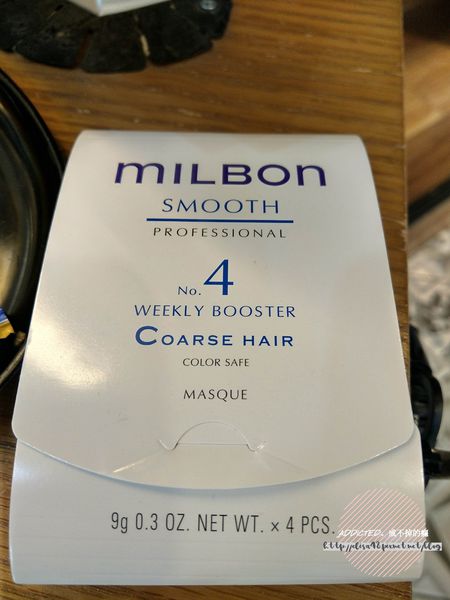 MILBON
SMOOTH
PROFESSIONAL
No. 4
WEEKLY BOOSTER
COARSE HAIR
COLOR SAFE
MASQUE
9g 0.3 OZ. NET WT. × 4 PCS.
ADDICTED。戒不掉的癮